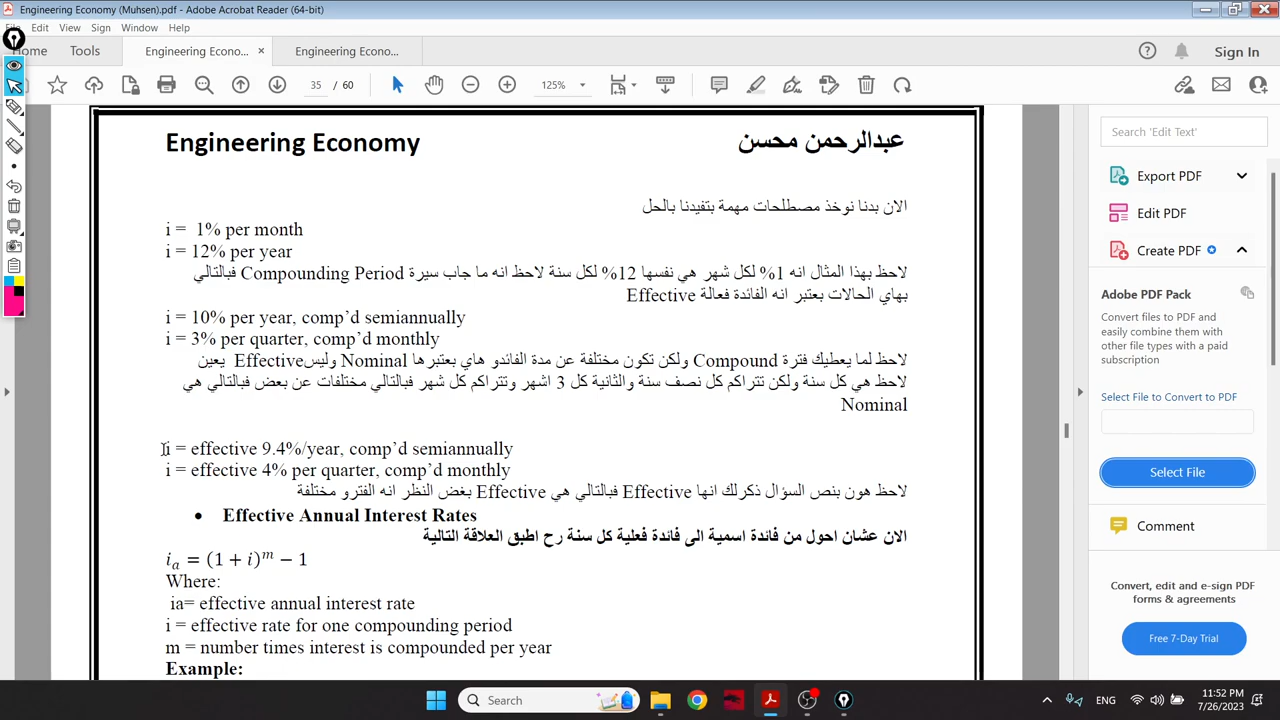 Engineering Economy (Muhsen).pdf - Adobe Acrobat Reader (64-bit)
File Edit View Sign Window Help
Home Tools Engineering Econo... × Engineering Econo... Sign In
35 / 60 125%
Engineering Economy عبدالرحمن محسن
الان بدنا نوخذ مصطلحات مهمة بتفيدنا بالحل
i = 1% per month
i = 12% per year
لاحظ بهذا المثال انه 1% لكل شهر هي نفسها 12% لكل سنة لاحظ انه ما جاب سيرة Compounding Period فبالتالي
بهاي الحالات بعتبر انه الفائدة فعالة Effective
i = 10% per year, comp’d semiannually
i = 3% per quarter, comp’d monthly
لاحظ لما يعطيك فترة Compound ولكن تكون مختلفة عن مدة الفائدو هاي بعتبرها Nominal وليسEffective يعين
لاحظ هي كل سنة ولكن تتراكم كل نصف سنة والثانية كل 3 اشهر وتتراكم كل شهر فبالتالي مختلفات عن بعض فبالتالي هي
Nominal
i = effective 9.4%/year, comp’d semiannually
i = effective 4% per quarter, comp’d monthly
لاحظ هون بنص السؤال ذكرلك انها Effective فبالتالي هي Effective بغض النظر انه الفترو مختلفة
• Effective Annual Interest Rates
الان عشان احول من فائدة اسمية الى فائدة فعلية كل سنة رح اطبق العلاقة التالية
iₐ = (1 + i)ᵐ − 1
Where:
ia= effective annual interest rate
i = effective rate for one compounding period
m = number times interest is compounded per year
Example:
Search 'Edit Text'
Export PDF
Edit PDF
Create PDF
Adobe PDF Pack
Convert files to PDF and
easily combine them with
other file types with a paid
subscription
Select File to Convert to PDF
Select File
Comment
Convert, edit and e-sign PDF
forms & agreements
Free 7-Day Trial
Search
ENG
11:52 PM
7/26/2023